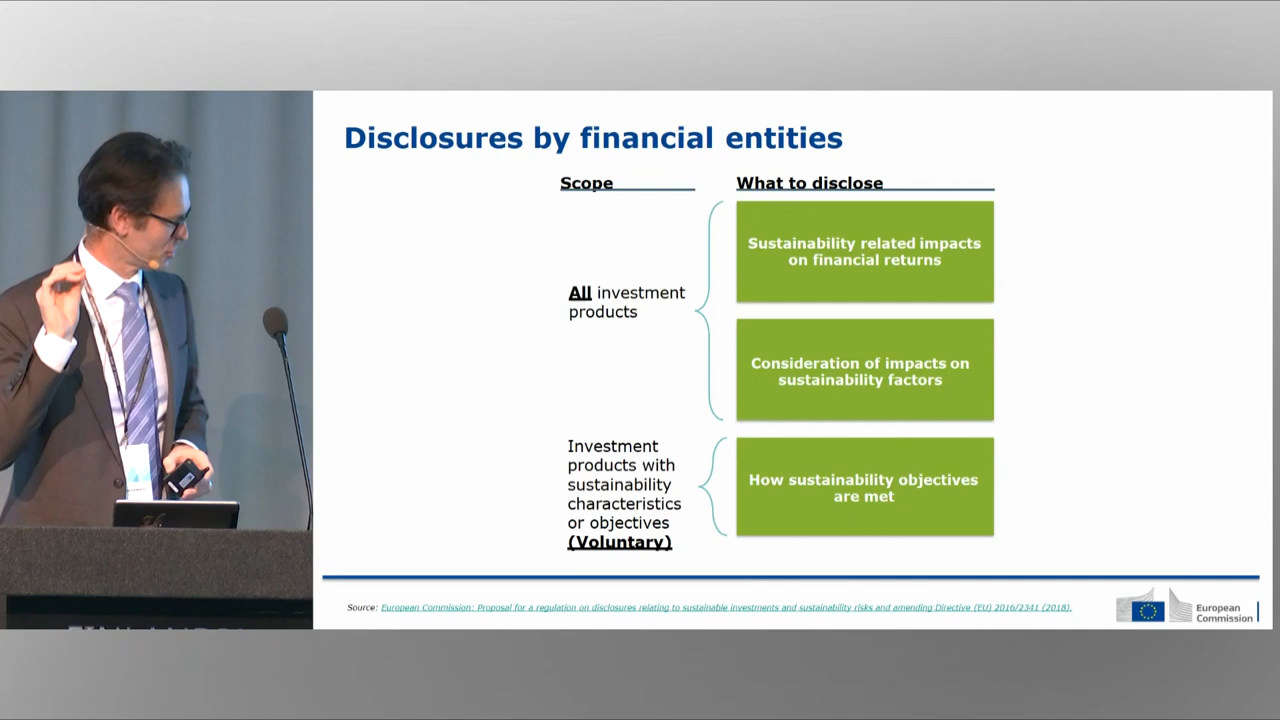 Disclosures by financial entities
Scope
What to disclose
All investment
products
Sustainability related impacts
on financial returns
Consideration of impacts on
sustainability factors
Investment
products with
sustainability
characteristics
or objectives
(Voluntary)
How sustainability objectives
are met
Source: European Commission: Proposal for a regulation on disclosures relating to sustainable investments and sustainability risks and amending Directive (EU) 2016/2341 (2018).
European
Commission